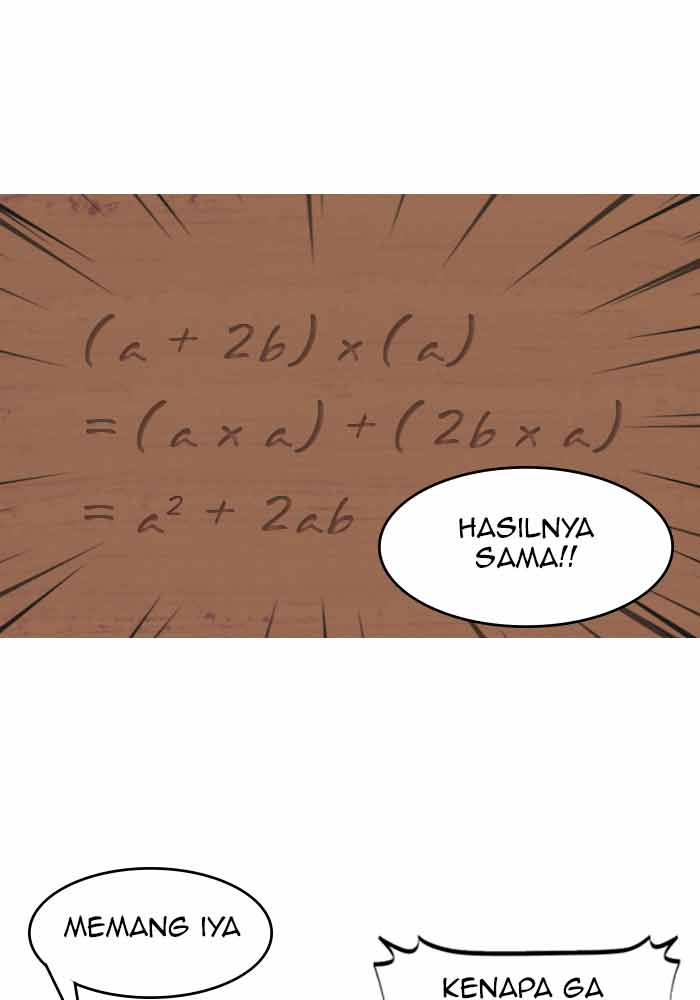 (a + 2b) x (a)
= (a x a) + (2b x a)
= a² + 2ab
HASILNYA
SAMA!!
MEMANG IYA
KENAPA GA